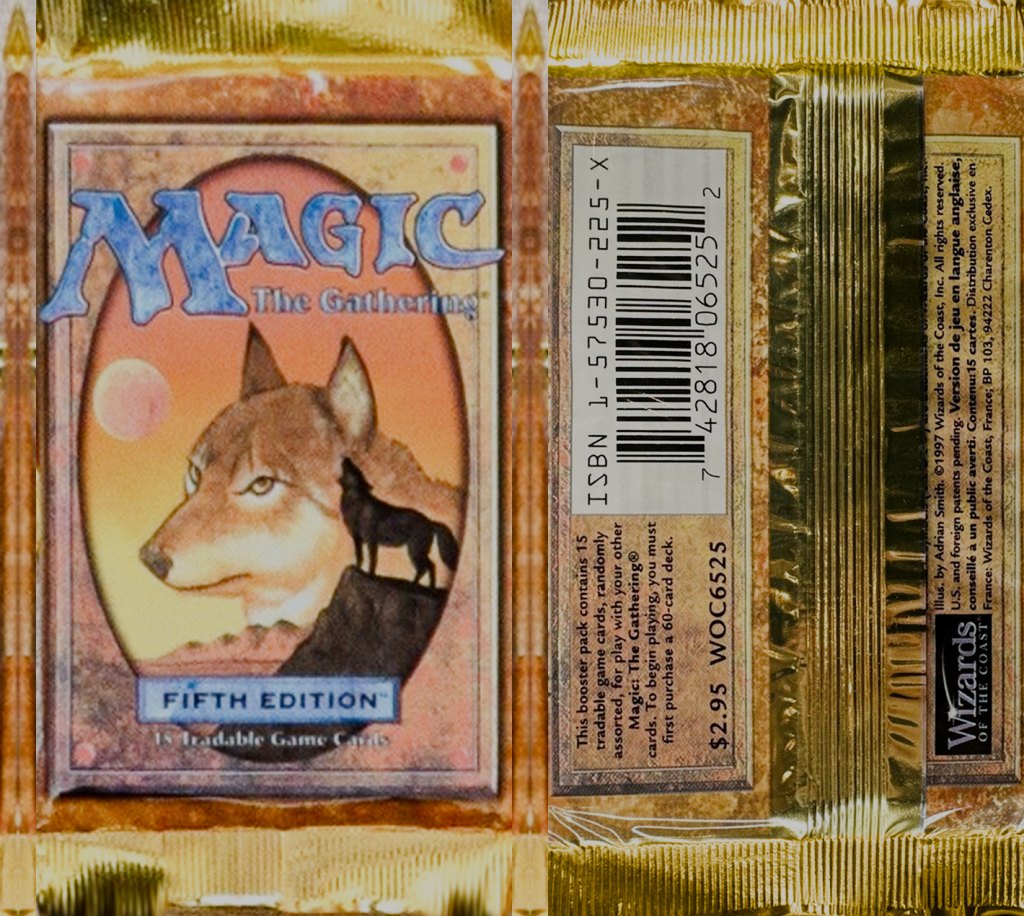 MAGIC
The Gathering
FIFTH EDITION™
15 Tradable Game Cards
ISBN 1-57530-225-X
7 42818 06525 2
This booster pack contains 15
tradable game cards, randomly
assorted, for play with your other
Magic: The Gathering®
cards. To begin playing, you must
first purchase a 60-card deck.
$2.95 WOC6525
Illus. by Adrian Smith. ©1997 Wizards of the Coast, Inc. All rights reserved.
U.S. and foreign patents pending. Version de jeu en langue anglaise,
conseillé à un public averti. Contenu:15 cartes. Distribution exclusive en
France: Wizards of the Coast, France; BP 103, 94222 Charenton Cedex.
Wizards
OF THE COAST